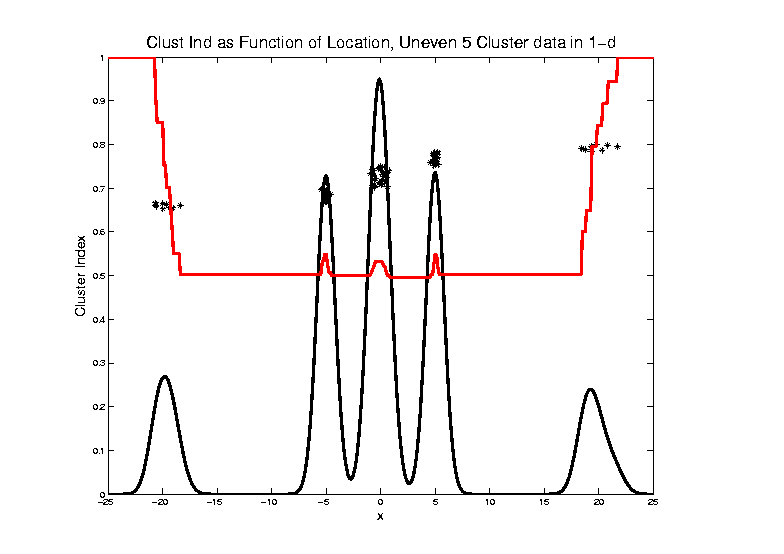 Clust Ind as Function of Location, Uneven 5 Cluster data in 1-d
1
0.9
0.8
0.7
0.6
0.5
0.4
0.3
0.2
0.1
0
Cluster Index
-25 -20 -15 -10 -5 0 5 10 15 20 25
x